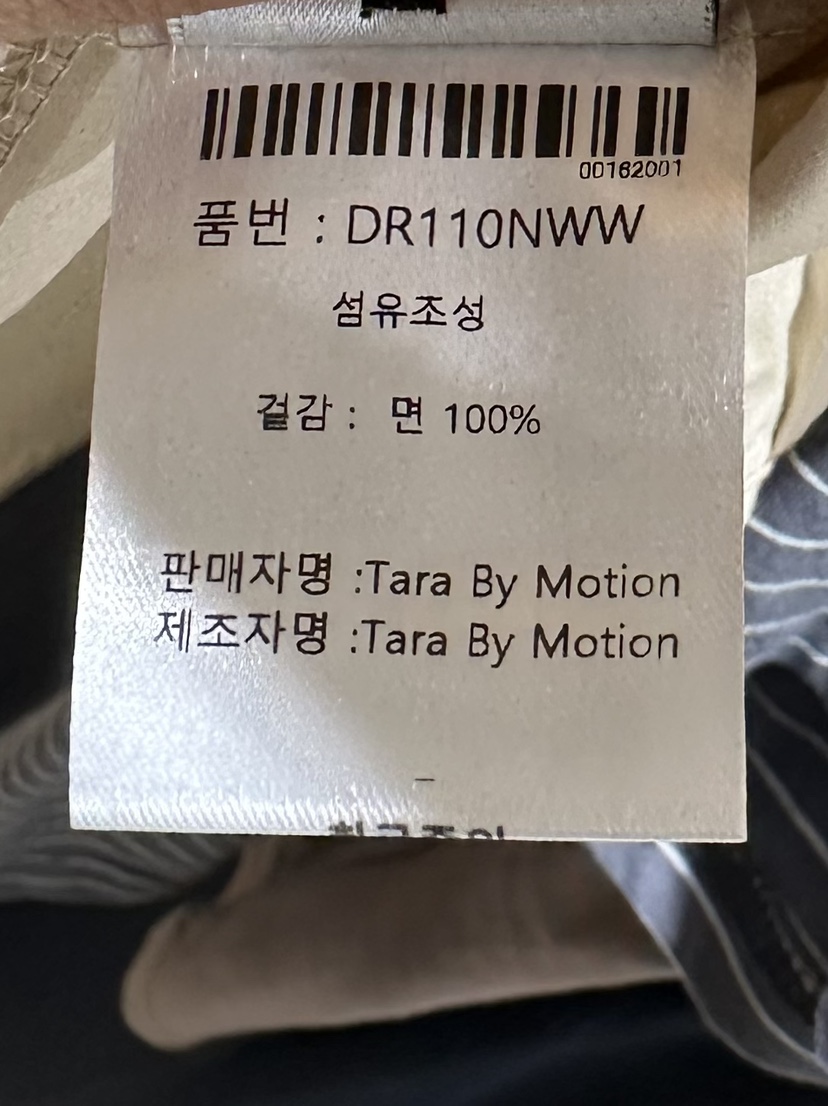 00162001
품번 : DR110NWW
섬유조성
겉감 : 면 100%
판매자명 :Tara By Motion
제조자명 :Tara By Motion
–